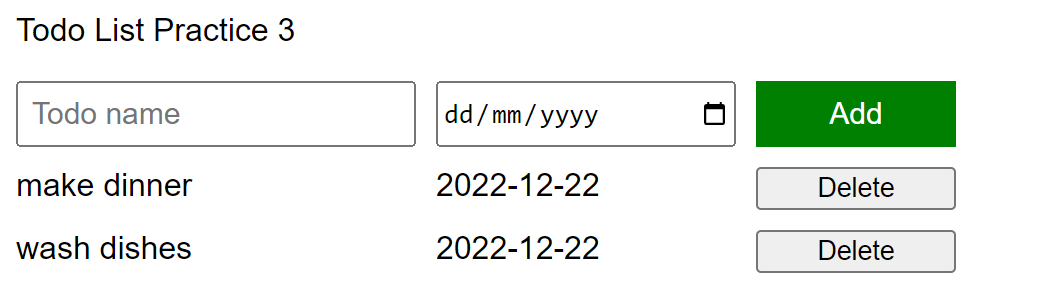 Todo List Practice 3
Todo name dd/mm/yyyy Add
make dinner 2022-12-22 Delete
wash dishes 2022-12-22 Delete